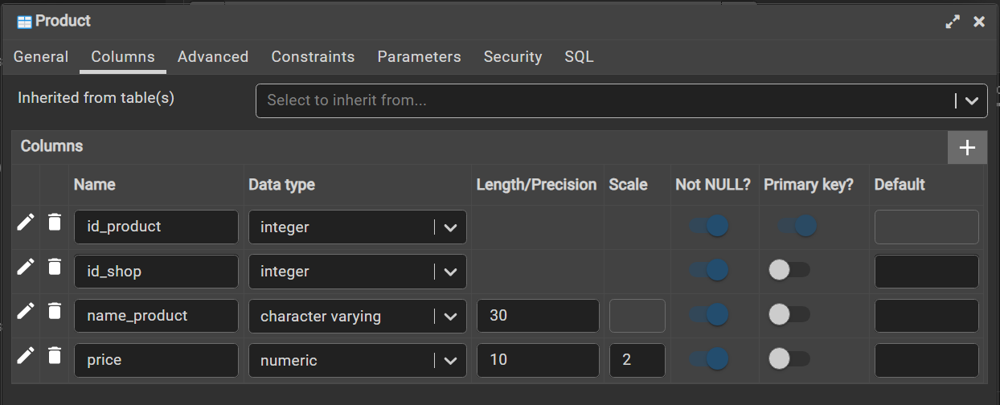 Product
General Columns Advanced Constraints Parameters Security SQL
Inherited from table(s) Select to inherit from...
Columns
Name Data type Length/Precision Scale Not NULL? Primary key? Default
id_product integer
id_shop integer
name_product character varying 30
price numeric 10 2